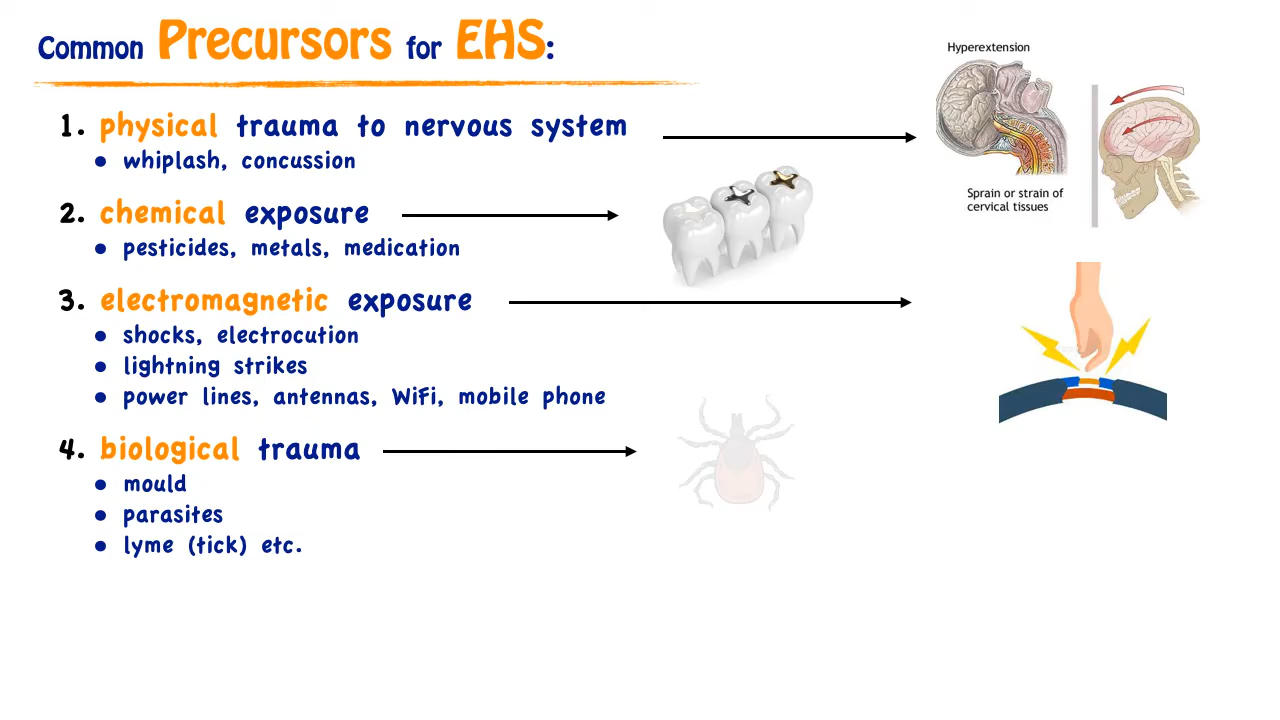 Common Precursors for EHS:
Hyperextension
1. physical trauma to nervous system
• whiplash, concussion
Sprain or strain of
cervical tissues
2. chemical exposure
• pesticides, metals, medication
3. electromagnetic exposure
• shocks, electrocution
• lightning strikes
• power lines, antennas, WiFi, mobile phone
4. biological trauma
• mould
• parasites
• lyme (tick) etc.